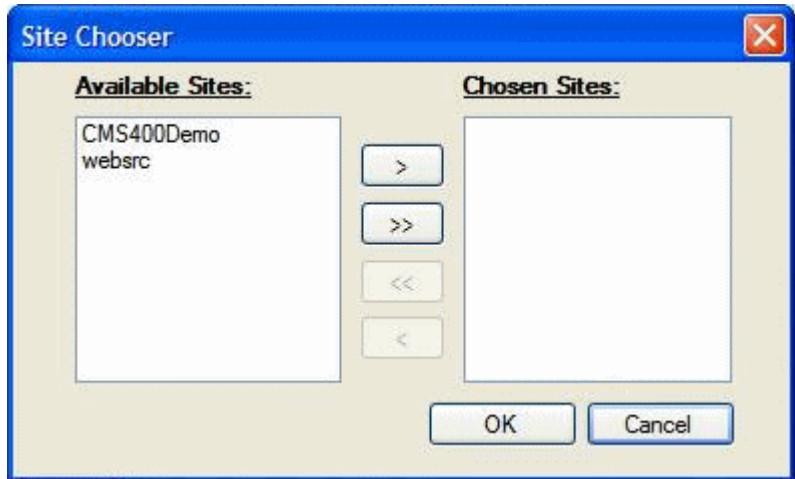 Site Chooser
Available Sites:
Chosen Sites:
CMS400Demo
websrc
>
>>
<<
<
OK
Cancel